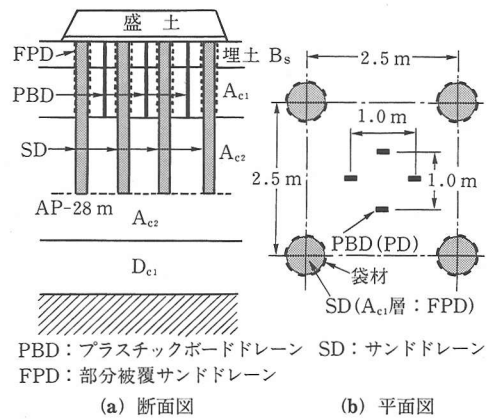 盛土
FPD
埋土 Bs
PBD
Ac1
SD
Ac2
AP-28 m
Ac2
Dc1
2.5 m
1.0 m
2.5 m
1.0 m
PBD(PD)
袋材
SD(Ac1層：FPD)
PBD：プラスチックボードドレーン SD：サンドドレーン
FPD：部分被覆サンドドレーン
(a) 断面図 (b) 平面図